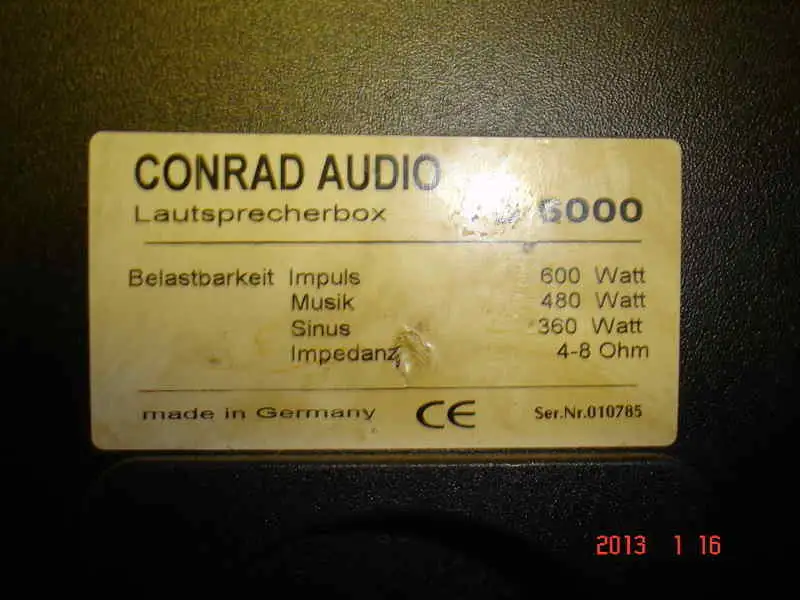 CONRAD AUDIO
Lautsprecherbox 6000
Belastbarkeit Impuls 600 Watt
Musik 480 Watt
Sinus 360 Watt
Impedanz 4-8 Ohm
made in Germany CE Ser.Nr.010785
2013 1 16